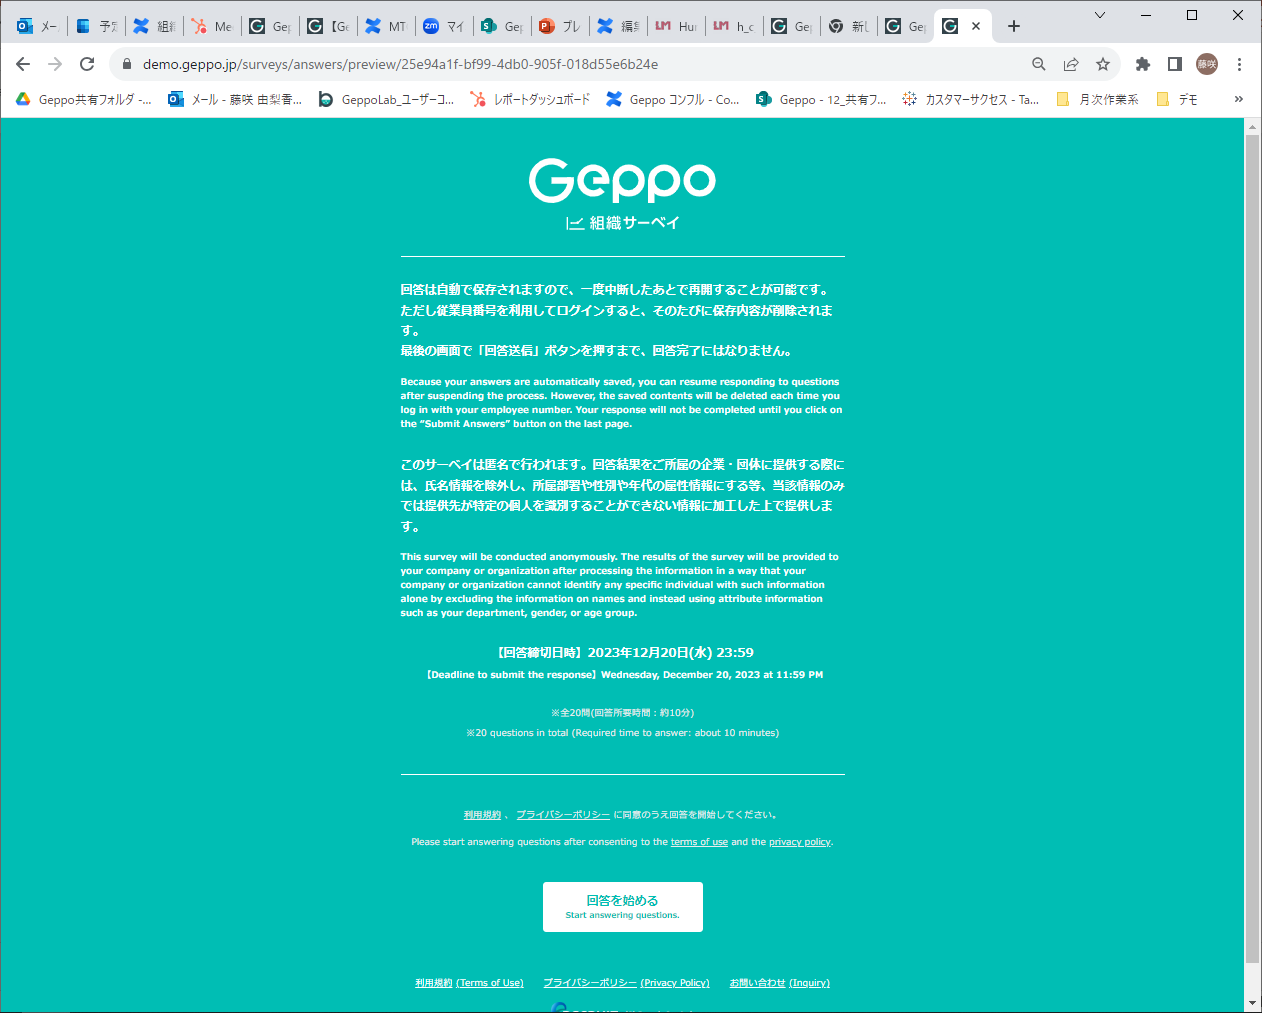 メー
予定
組織
Me
Gep
【Ge
MT
マイ
Gep
プレ
編集
Hur
h_c
Gep
新し
Gep
demo.geppo.jp/surveys/answers/preview/25e94a1f-bf99-4db0-905f-018d55e6b24e
藤咲
Geppo共有フォルダ -...
メール - 藤咲 由梨香...
GeppoLab_ユーザーコ...
レポートダッシュボード
Geppo コンフル - Co...
Geppo - 12_共有フ...
カスタマーサクセス - Ta...
月次作業系
デモ
Geppo
組織サーベイ
回答は自動で保存されますので、一度中断したあとで再開することが可能です。
ただし従業員番号を利用してログインすると、そのたびに保存内容が削除されま
す。
最後の画面で「回答送信」ボタンを押すまで、回答完了にはなりません。
Because your answers are automatically saved, you can resume responding to questions
after suspending the process. However, the saved contents will be deleted each time you
log in with your employee number. Your response will not be completed until you click on
the “Submit Answers” button on the last page.
このサーベイは匿名で行われます。回答結果をご所属の企業・団体に提供する際に
は、氏名情報を除外し、所属部署や性別や年代の属性情報にする等、当該情報のみ
では提供先が特定の個人を識別することができない情報に加工した上で提供しま
す。
This survey will be conducted anonymously. The results of the survey will be provided to
your company or organization after processing the information in a way that your
company or organization cannot identify any specific individual with such information
alone by excluding the information on names and instead using attribute information
such as your department, gender, or age group.
【回答締切日時】2023年12月20日(水) 23:59
【Deadline to submit the response】Wednesday, December 20, 2023 at 11:59 PM
※全20問(回答所要時間：約10分)
※20 questions in total (Required time to answer: about 10 minutes)
利用規約 、 プライバシーポリシー に同意のうえ回答を開始してください。
Please start answering questions after consenting to the terms of use and the privacy policy.
回答を始める
Start answering questions.
利用規約 (Terms of Use) プライバシーポリシー (Privacy Policy) お問い合わせ (Inquiry)